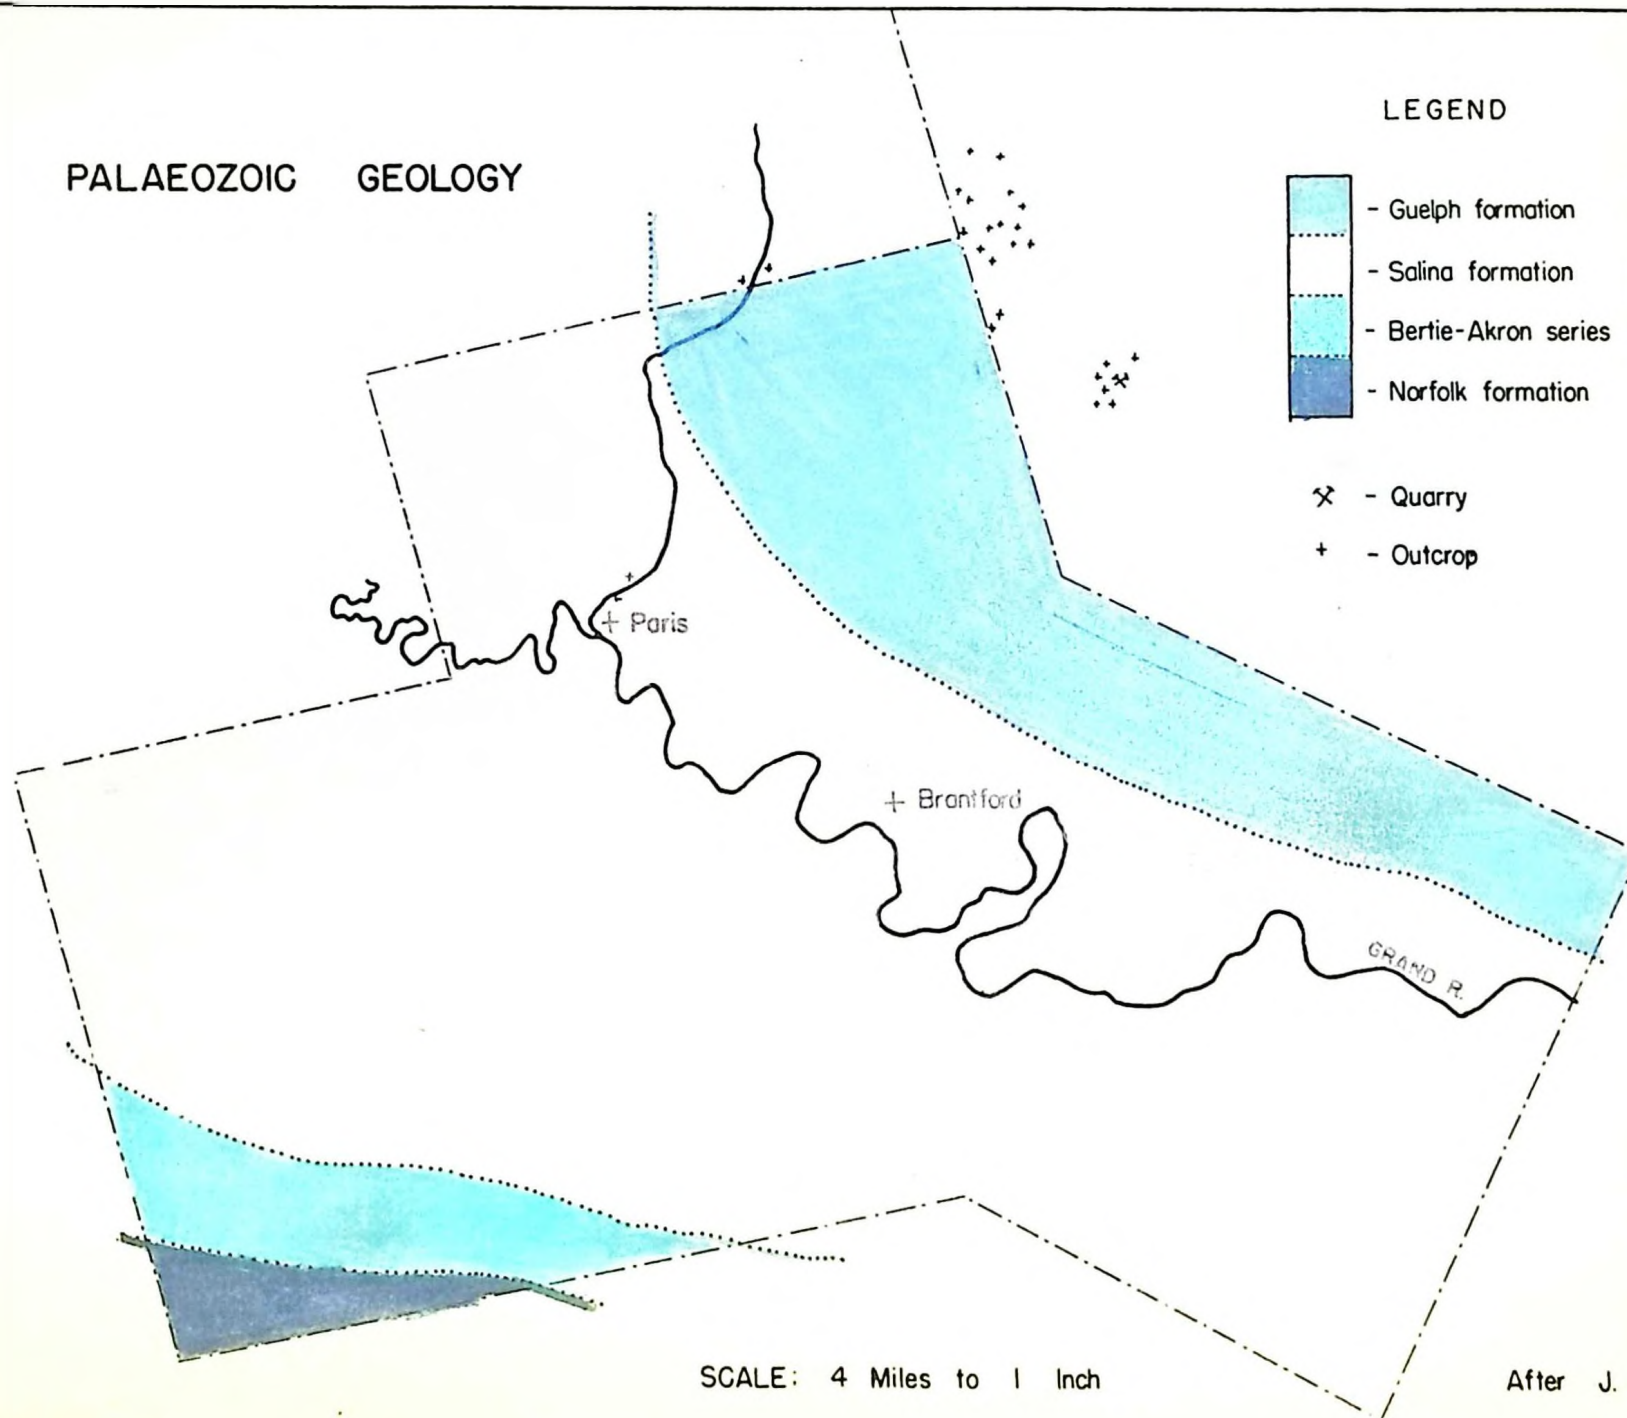 PALAEOZOIC GEOLOGY
LEGEND
- Guelph formation
- Salina formation
- Bertie-Akron series
- Norfolk formation
- Quarry
- Outcrop
Paris
Brantford
GRAND R.
SCALE: 4 Miles to 1 Inch
After J.